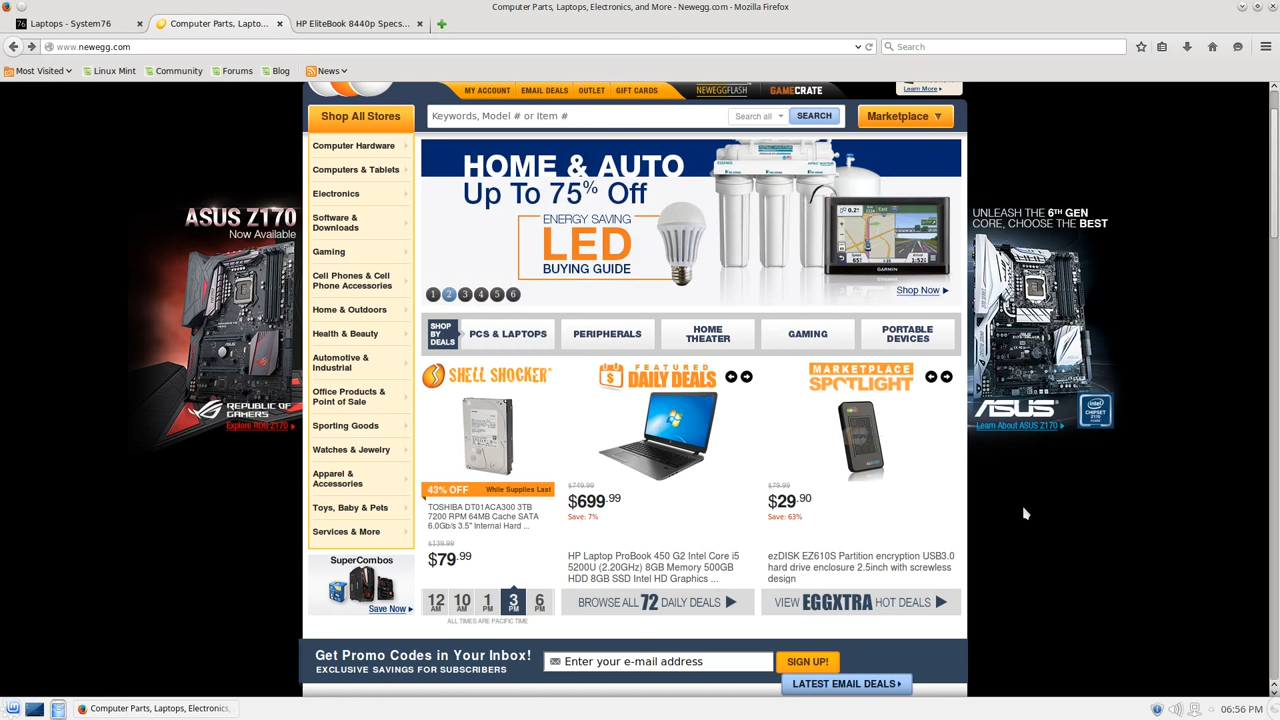 Computer Parts, Laptops, Electronics, and More - Newegg.com - Mozilla Firefox
76 Laptops - System76
Computer Parts, Lapto...
HP EliteBook 8440p Specs...
www.newegg.com
Search
Most Visited
Linux Mint
Community
Forums
Blog
News
MY ACCOUNT
EMAIL DEALS
OUTLET
GIFT CARDS
NEWEGGFLASH
GAMECRATE
Learn More
Shop All Stores
Keywords, Model # or Item #
Search all
SEARCH
Marketplace ▼
Computer Hardware
Computers & Tablets
Electronics
Software &
Downloads
Gaming
Cell Phones & Cell
Phone Accessories
Home & Outdoors
Health & Beauty
Automotive &
Industrial
Office Products &
Point of Sale
Sporting Goods
Watches & Jewelry
Apparel &
Accessories
Toys, Baby & Pets
Services & More
SuperCombos
Save Now
ASUS Z170
Now Available
REPUBLIC OF
GAMERS
Explore ROG Z170
HOME & AUTO
Up To 75% Off
ENERGY SAVING
LED
BUYING GUIDE
GARMIN
Shop Now
1 2 3 4 5 6
UNLEASH THE 6TH GEN
CORE, CHOOSE THE BEST
ASUS
intel
CHIPSET
Z170
Learn About ASUS Z170
SHOP
BY
DEALS
PCS & LAPTOPS
PERIPHERALS
HOME
THEATER
GAMING
PORTABLE
DEVICES
SHELL SHOCKER
43% OFF While Supplies Last
TOSHIBA DT01ACA300 3TB
7200 RPM 64MB Cache SATA
6.0Gb/s 3.5" Internal Hard ...
$139.99
$79.99
12 AM
10 AM
1 PM
3 PM
6 PM
ALL TIMES ARE PACIFIC TIME
FEATURED
DAILY DEALS
$749.99
$699.99
Save: 7%
HP Laptop ProBook 450 G2 Intel Core i5
5200U (2.20GHz) 8GB Memory 500GB
HDD 8GB SSD Intel HD Graphics ...
BROWSE ALL 72 DAILY DEALS
MARKETPLACE
SPOTLIGHT
$79.99
$29.90
Save: 63%
ezDISK EZ610S Partition encryption USB3.0
hard drive enclosure 2.5inch with screwless
design
VIEW EGGXTRA HOT DEALS
Get Promo Codes in Your Inbox!
EXCLUSIVE SAVINGS FOR SUBSCRIBERS
Enter your e-mail address
SIGN UP!
LATEST EMAIL DEALS
Computer Parts, Laptops, Electronics,
06:56 PM